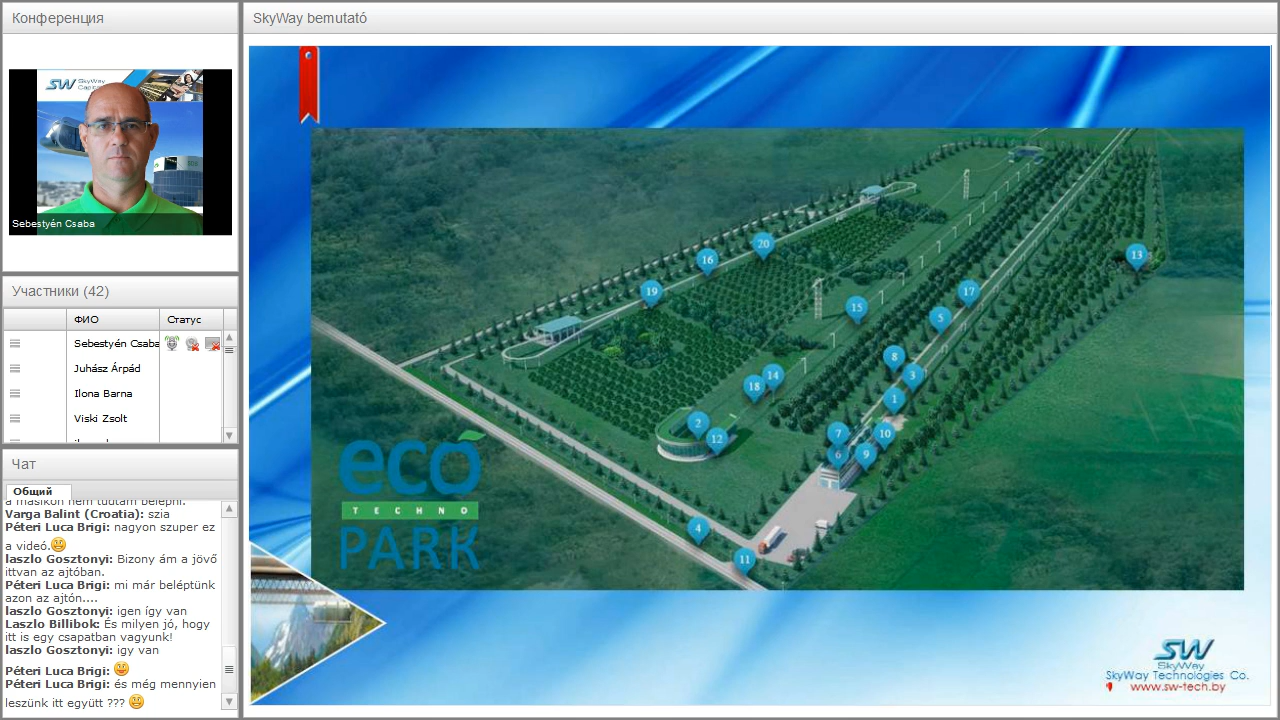 Конференция
SW SkyWay
Sebestyén Csaba
Участники (42)
ФИО Статус
Sebestyén Csaba
Juhász Árpád
Ilona Barna
Viski Zsolt
Чат
Общий
a másikon nem tudtam belépni.
Varga Balint (Croatia): szia
Péteri Luca Brigi: nagyon szuper ez
a videó.
laszlo Gosztonyi: Bizony ám a jövő
ittvan az ajtóban.
Péteri Luca Brigi: mi már beléptünk
azon az ajtón....
laszlo Gosztonyi: igen így van
Laszlo Billibok: És milyen jó, hogy
itt is egy csapatban vagyunk!
laszlo Gosztonyi: igy van
Péteri Luca Brigi:
Péteri Luca Brigi: és még mennyien
leszünk itt együtt ???
SkyWay bemutató
20
16
13
19
17
15
5
8
14
3
18
1
2
7
10
12
6
9
4
11
eco
TECHNO
PARK
SW
SkyWay
SkyWay Technologies Co.
www.sw-tech.by